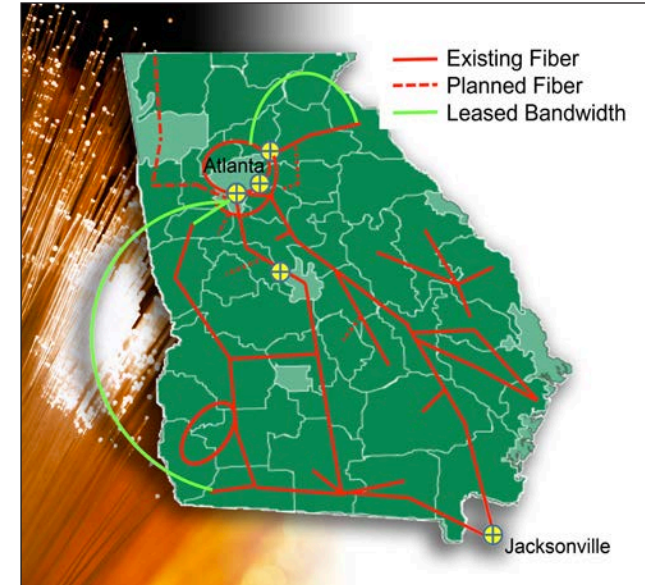 Existing Fiber
Planned Fiber
Leased Bandwidth
Atlanta
Jacksonville